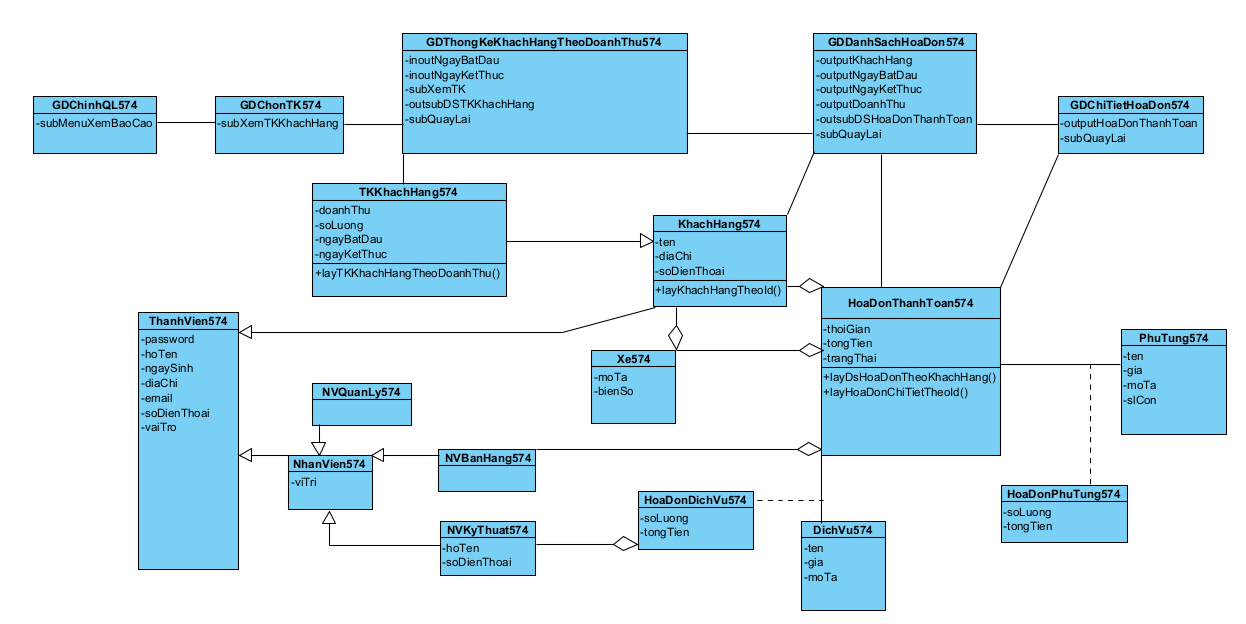 GDThongKeKhachHangTheoDoanhThu574
-inoutNgayBatDau
-inoutNgayKetThuc
-subXemTK
-outsubDSTKKhachHang
-subQuayLai
GDDanhSachHoaDon574
-outputKhachHang
-outputNgayBatDau
-outputNgayKetThuc
-outputDoanhThu
-outsubDSHoaDonThanhToan
-subQuayLai
GDChinhQL574
-subMenuXemBaoCao
GDChonTK574
-subXemTKKhachHang
GDChiTietHoaDon574
-outputHoaDonThanhToan
-subQuayLai
TKKhachHang574
-doanhThu
-soLuong
-ngayBatDau
-ngayKetThuc
+layTKKhachHangTheoDoanhThu()
KhachHang574
-ten
-diaChi
-soDienThoai
+layKhachHangTheoId()
HoaDonThanhToan574
-thoiGian
-tongTien
-trangThai
+layDsHoaDonTheoKhachHang()
+layHoaDonChiTietTheoId()
ThanhVien574
-password
-hoTen
-ngaySinh
-diaChi
-email
-soDienThoai
-vaiTro
PhuTung574
-ten
-gia
-moTa
-slCon
Xe574
-moTa
-bienSo
NVQuanLy574
NhanVien574
-viTri
NVBanHang574
HoaDonDichVu574
-soLuong
-tongTien
HoaDonPhuTung574
-soLuong
-tongTien
NVKyThuat574
-hoTen
-soDienThoai
DichVu574
-ten
-gia
-moTa